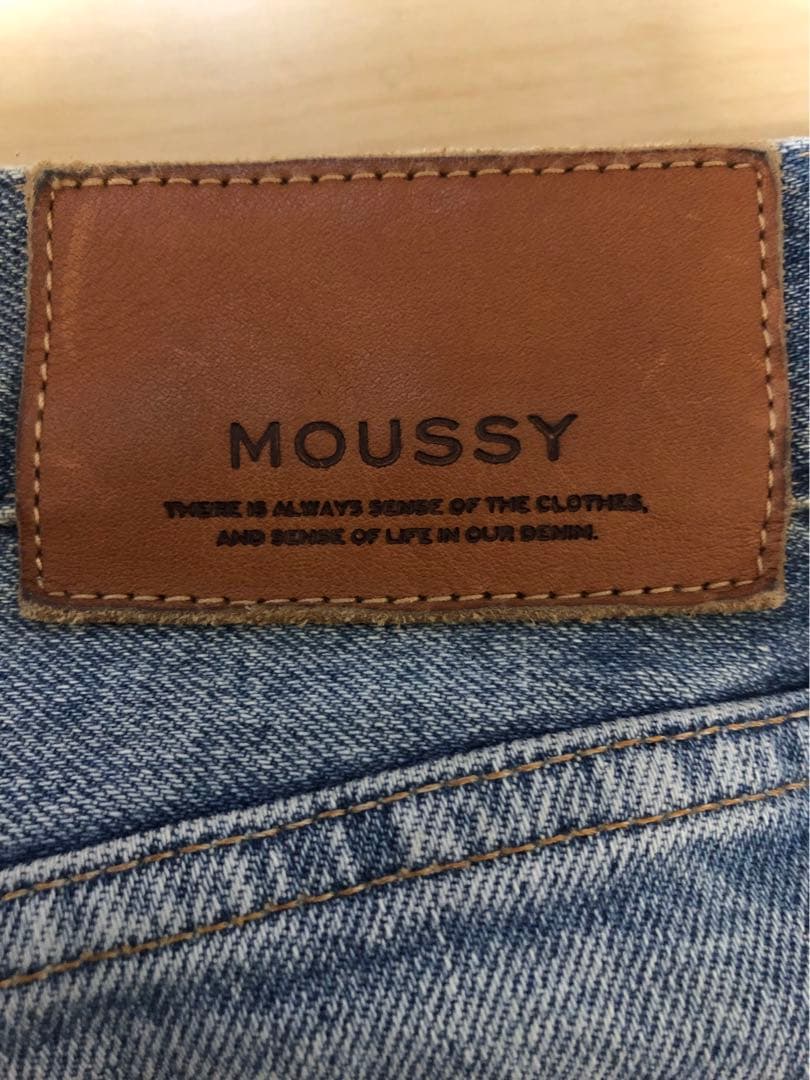 MOUSSY
THERE IS ALWAYS SENSE OF THE CLOTHES,
AND SENSE OF LIFE IN OUR DENIM.